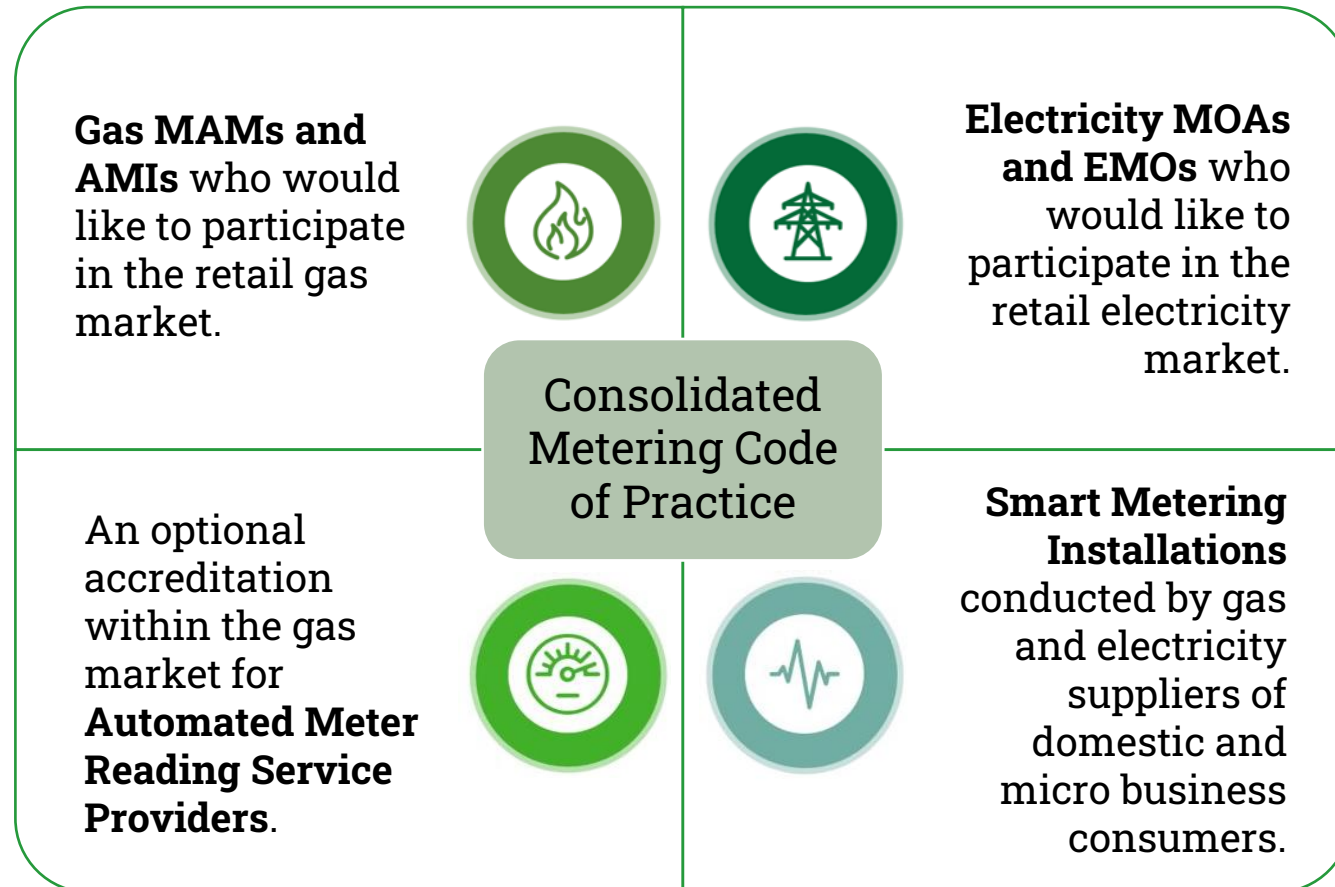 Gas MAMs and
AMIs who would
like to participate
in the retail gas
market.
Electricity MOAs
and EMOs who
would like to
participate in the
retail electricity
market.
Consolidated
Metering Code
of Practice
An optional
accreditation
within the gas
market for
Automated Meter
Reading Service
Providers.
Smart Metering
Installations
conducted by gas
and electricity
suppliers of
domestic and
micro business
consumers.